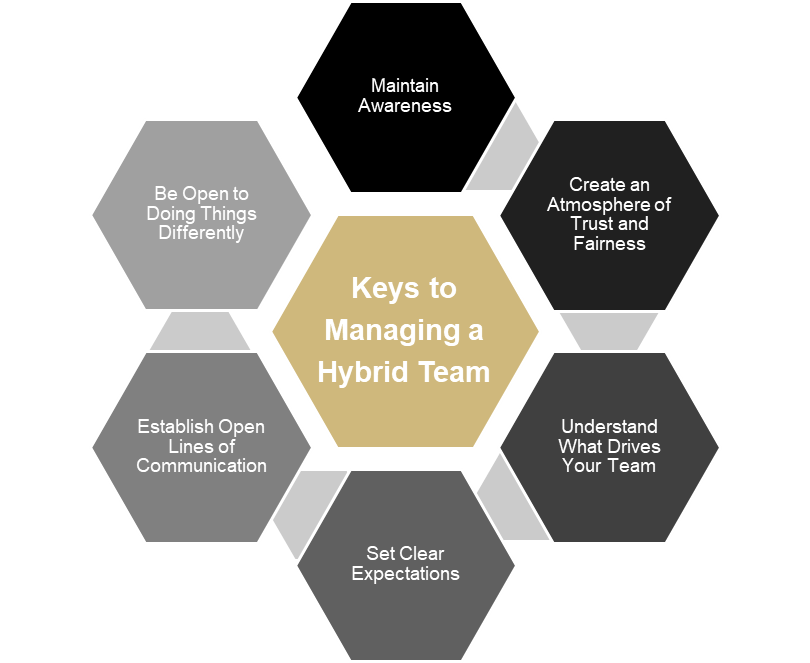 Maintain
Awareness
Create an
Atmosphere of
Trust and
Fairness
Understand
What Drives
Your Team
Set Clear
Expectations
Establish Open
Lines of
Communication
Be Open to
Doing Things
Differently
Keys to
Managing a
Hybrid Team